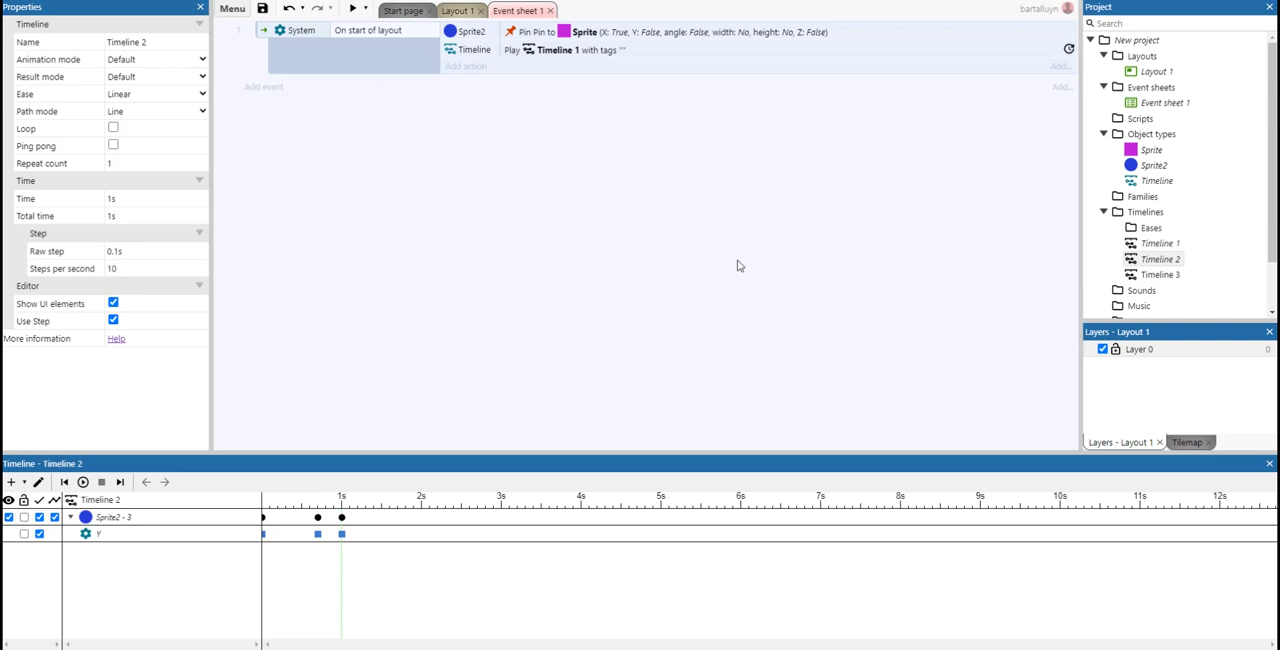 Properties
Timeline
Name Timeline 2
Animation mode Default
Result mode Default
Ease Linear
Path mode Line
Loop
Ping pong
Repeat count 1
Time
Time 1s
Total time 1s
Step
Raw step 0.1s
Steps per second 10
Editor
Show UI elements
Use Step
More information Help
Menu
Start page
Layout 1
Event sheet 1
bartalluyn
1 System On start of layout
Sprite2 Pin Pin to Sprite (X: True, Y: False, angle: False, width: No, height: No, Z: False)
Timeline Play Timeline 1 with tags ""
Add action Add...
Add event Add...
Project
Search
New project
Layouts
Layout 1
Event sheets
Event sheet 1
Scripts
Object types
Sprite
Sprite2
Timeline
Families
Timelines
Eases
Timeline 1
Timeline 2
Timeline 3
Sounds
Music
Layers - Layout 1
Layer 0 0
Layers - Layout 1
Tilemap
Timeline - Timeline 2
Timeline 2 1s 2s 3s 4s 5s 6s 7s 8s 9s 10s 11s 12s
Sprite2 - 3
Y